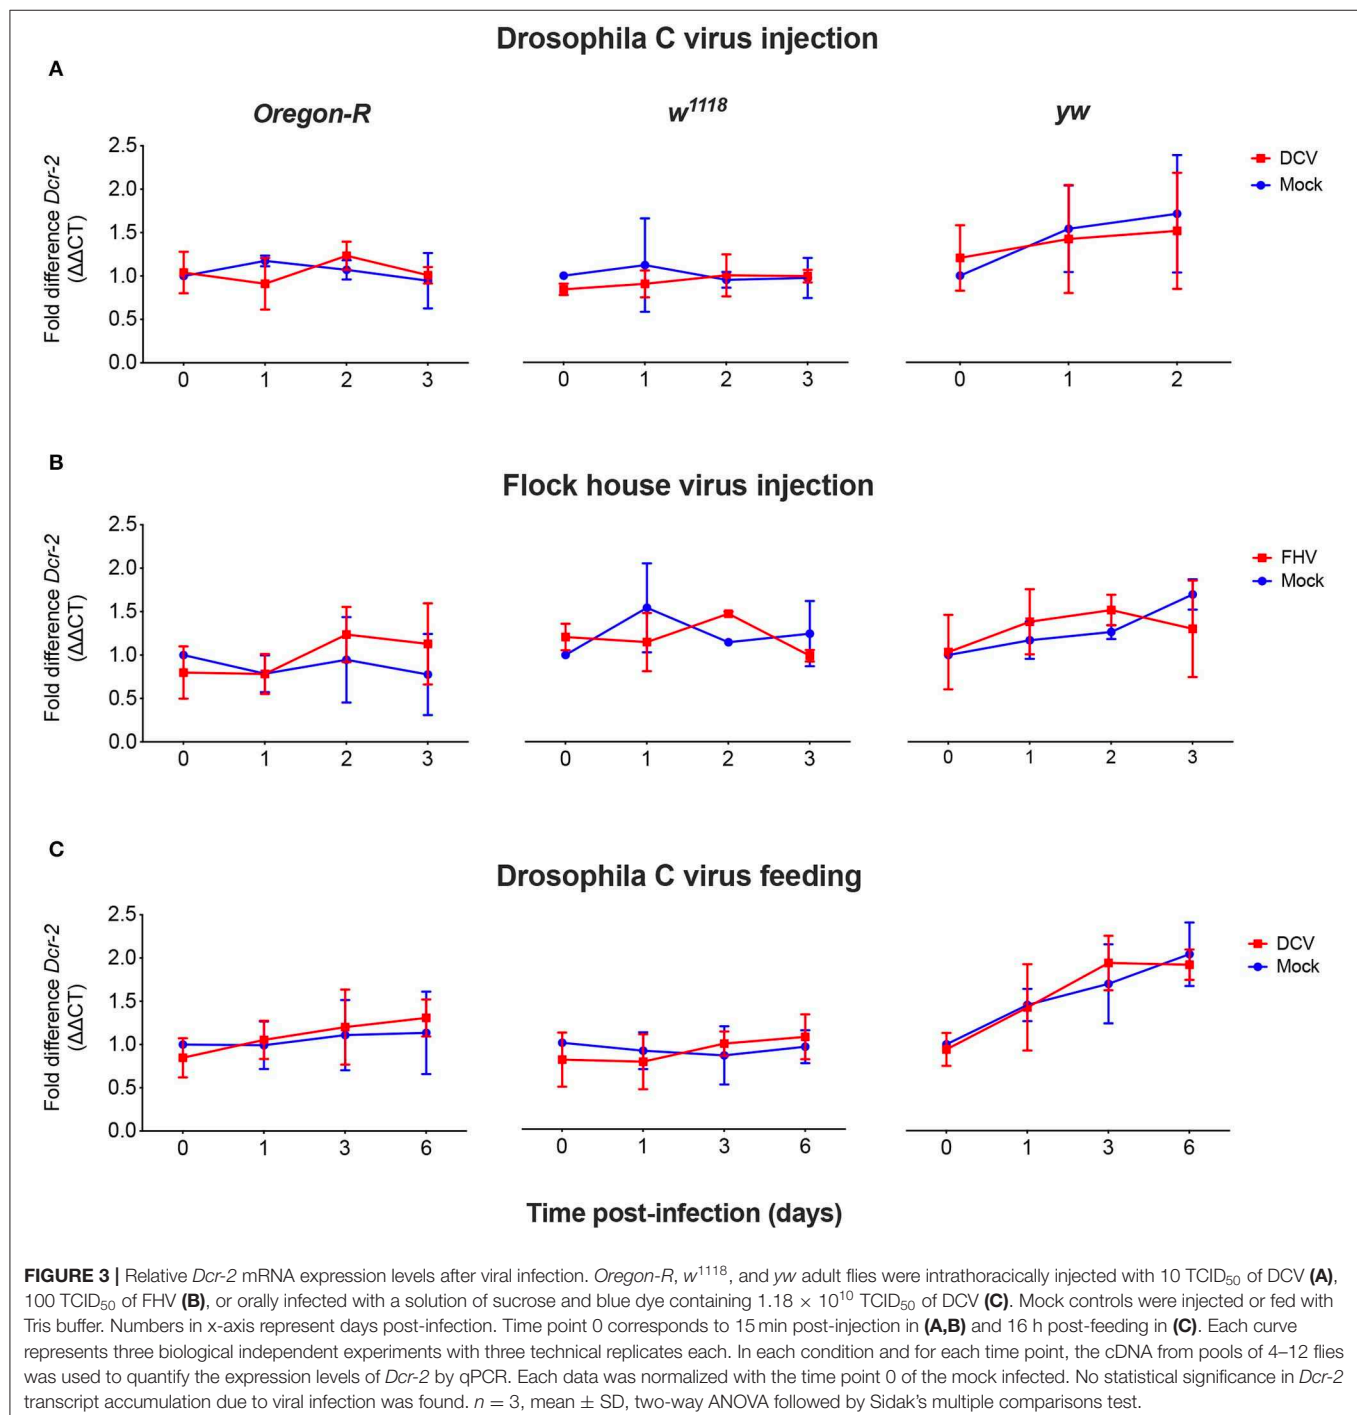 Drosophila C virus injection
A
Oregon-R w1118 yw
Fold difference Dcr-2
(ΔΔCT)
2.5
2.0
1.5
1.0
0.5
0.0
0 1 2 3
0 1 2 3
0 1 2
DCV
Mock
B
Flock house virus injection
Fold difference Dcr-2
(ΔΔCT)
2.5
2.0
1.5
1.0
0.5
0.0
0 1 2 3
0 1 2 3
0 1 2 3
FHV
Mock
C
Drosophila C virus feeding
Fold difference Dcr-2
(ΔΔCT)
2.5
2.0
1.5
1.0
0.5
0.0
0 1 3 6
0 1 3 6
0 1 3 6
DCV
Mock
Time post-infection (days)
FIGURE 3 | Relative Dcr-2 mRNA expression levels after viral infection. Oregon-R, w1118, and yw adult flies were intrathoracically injected with 10 TCID50 of DCV (A),
100 TCID50 of FHV (B), or orally infected with a solution of sucrose and blue dye containing 1.18 × 10^10 TCID50 of DCV (C). Mock controls were injected or fed with
Tris buffer. Numbers in x-axis represent days post-infection. Time point 0 corresponds to 15 min post-injection in (A,B) and 16 h post-feeding in (C). Each curve
represents three biological independent experiments with three technical replicates each. In each condition and for each time point, the cDNA from pools of 4–12 flies
was used to quantify the expression levels of Dcr-2 by qPCR. Each data was normalized with the time point 0 of the mock infected. No statistical significance in Dcr-2
transcript accumulation due to viral infection was found. n = 3, mean ± SD, two-way ANOVA followed by Sidak's multiple comparisons test.